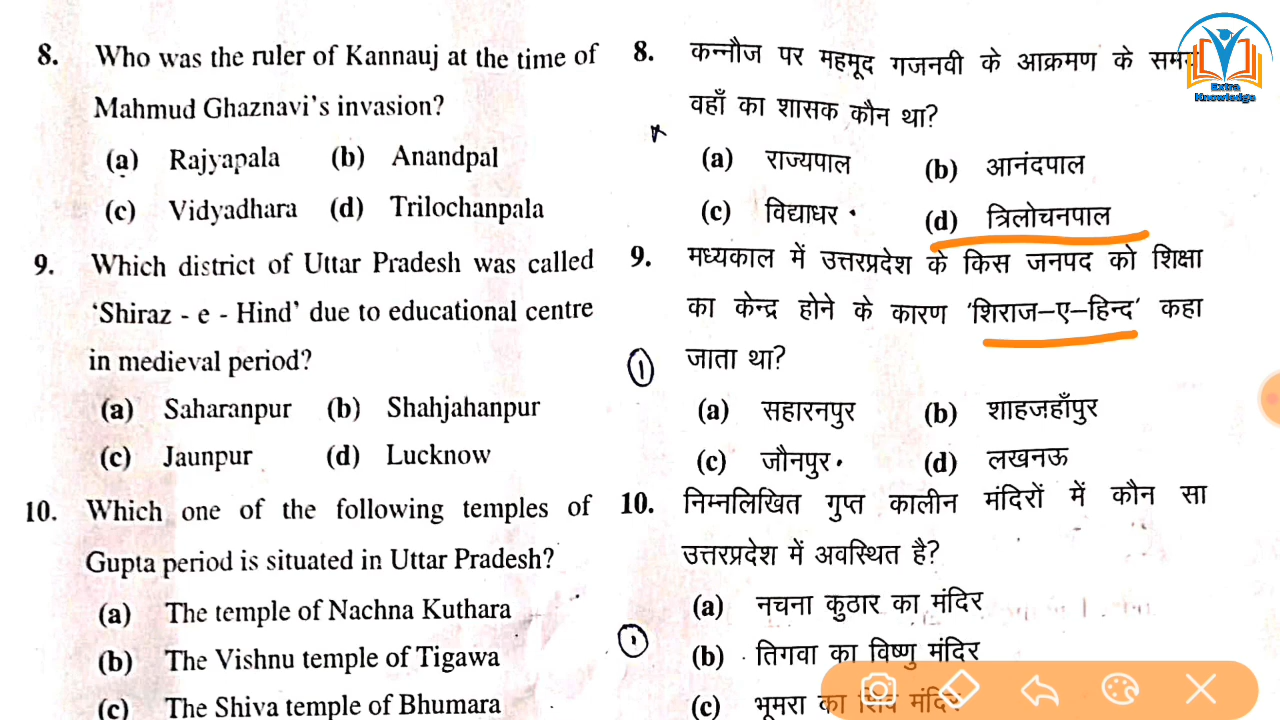 8. Who was the ruler of Kannauj at the time of
Mahmud Ghaznavi's invasion?
(a) Rajyapala (b) Anandpal
(c) Vidyadhara (d) Trilochanpala
9. Which district of Uttar Pradesh was called
'Shiraz - e - Hind' due to educational centre
in medieval period?
(a) Saharanpur (b) Shahjahanpur
(c) Jaunpur (d) Lucknow
10. Which one of the following temples of
Gupta period is situated in Uttar Pradesh?
(a) The temple of Nachna Kuthara
(b) The Vishnu temple of Tigawa
(c) The Shiva temple of Bhumara
8. कन्नौज पर महमूद गजनवी के आक्रमण के समय
वहाँ का शासक कौन था?
(a) राज्यपाल (b) आनंदपाल
(c) विद्याधर (d) त्रिलोचनपाल
9. मध्यकाल में उत्तरप्रदेश के किस जनपद को शिक्षा
का केन्द्र होने के कारण 'शिराज–ए–हिन्द' कहा
1 जाता था?
(a) सहारनपुर (b) शाहजहाँपुर
(c) जौनपुर (d) लखनऊ
10. निम्नलिखित गुप्त कालीन मंदिरों में कौन सा
उत्तरप्रदेश में अवस्थित है?
(a) नचना कुठार का मंदिर
1 (b) तिगवा का विष्णु मंदिर
(c) भूमरा का शिव मंदिर
Extra
Knowledge